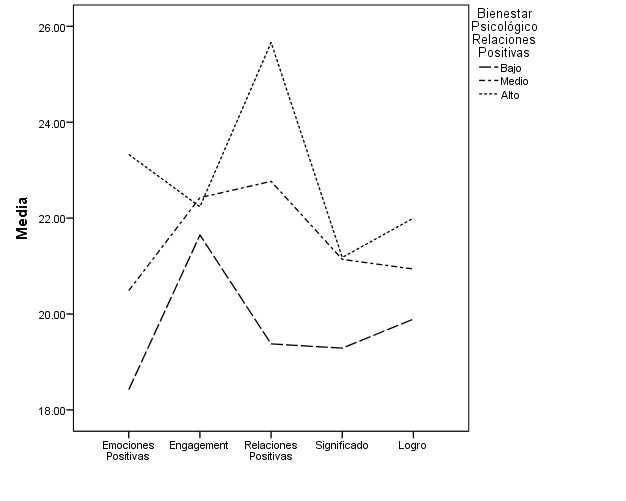 26.00
24.00
22.00
20.00
18.00
Media
Emociones
Positivas
Engagement
Relaciones
Positivas
Significado
Logro
Bienestar
Psicológico
Relaciones
Positivas
Bajo
Medio
Alto